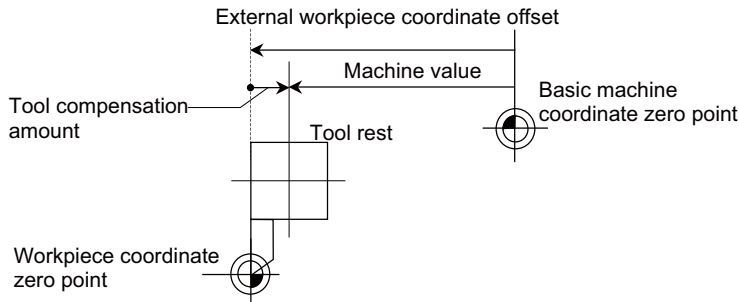 External workpiece coordinate offset
Machine value
Basic machine
coordinate zero point
Tool compensation
amount
Tool rest
Workpiece coordinate
zero point